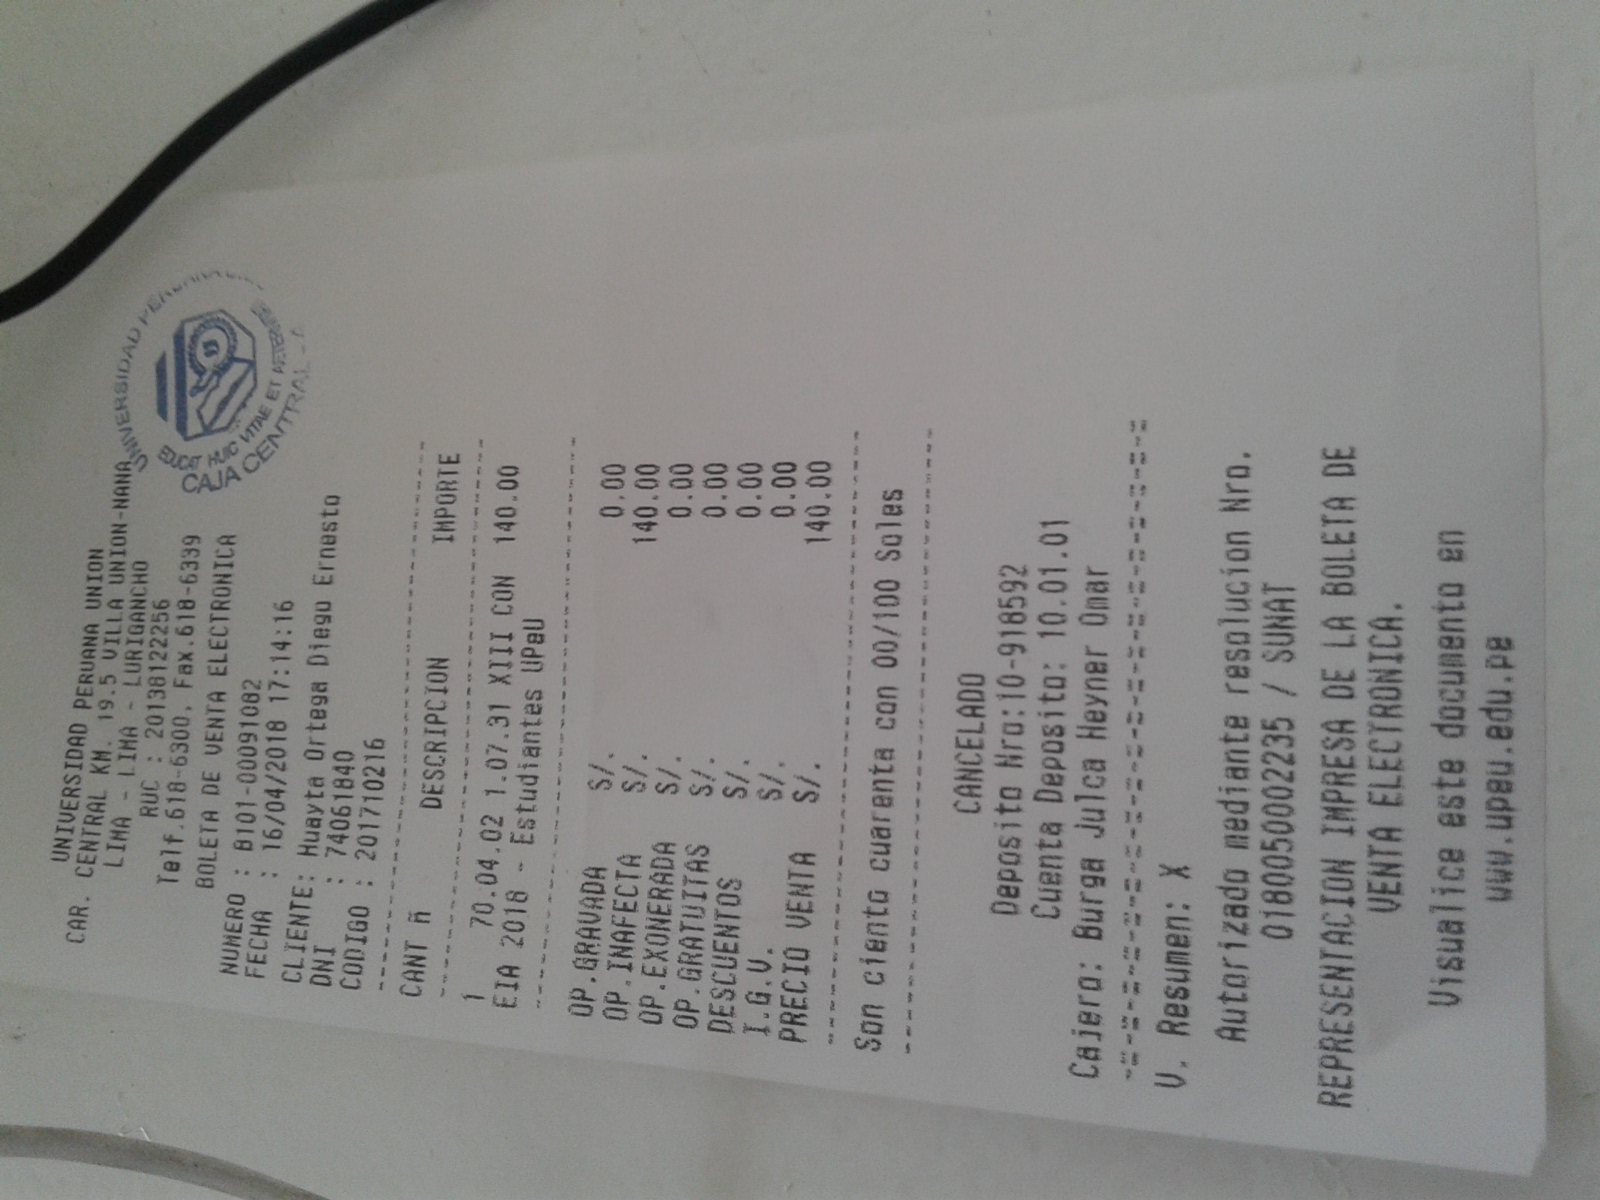 UNIVERSIDAD PERUANA UNION
CAR. CENTRAL KM. 19.5 VILLA UNION-NANA
LIMA - LIMA - LURIGANCHO
RUC : 20138122256
Telf.618-6300, Fax.618-6339
BOLETA DE VENTA ELECTRONICA
NUMERO : B101-00091082
FECHA : 16/04/2018 17:14:16
CLIENTE: Huayta Ortega Diego Ernesto
DNI : 74061840
CODIGO : 201710216
CANT ñ DESCRIPCION IMPORTE
1 70.04.02 1.07.31 XIII CON 140.00
EIA 2018 - Estudiantes UPeU
OP.GRAVADA S/. 0.00
OP.INAFECTA S/. 140.00
OP.EXONERADA S/. 0.00
OP.GRATUITAS S/. 0.00
DESCUENTOS S/. 0.00
I.G.V. S/. 0.00
PRECIO VENTA S/. 140.00
Son ciento cuarenta con 00/100 Soles
CANCELADO
Deposito Nro:10-918592
Cuenta Deposito: 10.01.01
Cajero: Burga Julca Heyner Omar
V. Resumen: X
Autorizado mediante resolucion Nro.
0180050002235 / SUNAT
REPRESENTACION IMPRESA DE LA BOLETA DE
VENTA ELECTRONICA.
Visualice este documento en
www.upeu.edu.pe
UNIVERSIDAD
EDUCAT HUIC VITAE ET AETERNITATI
CAJA CENTRAL - A